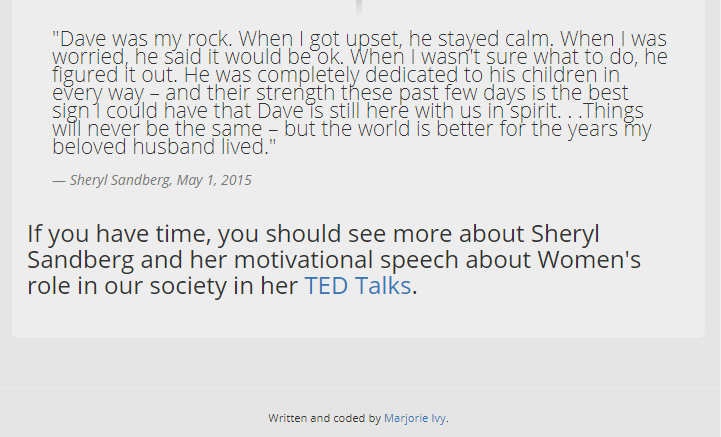 "Dave was my rock. When I got upset, he stayed calm. When I was
worried, he said it would be ok. When I wasn't sure what to do, he
figured it out. He was completely dedicated to his children in
every way – and their strength these past few days is the best
sign I could have that Dave is still here with us in spirit. . .Things
will never be the same – but the world is better for the years my
beloved husband lived."
— Sheryl Sandberg, May 1, 2015
If you have time, you should see more about Sheryl
Sandberg and her motivational speech about Women's
role in our society in her TED Talks.
Written and coded by Marjorie Ivy.